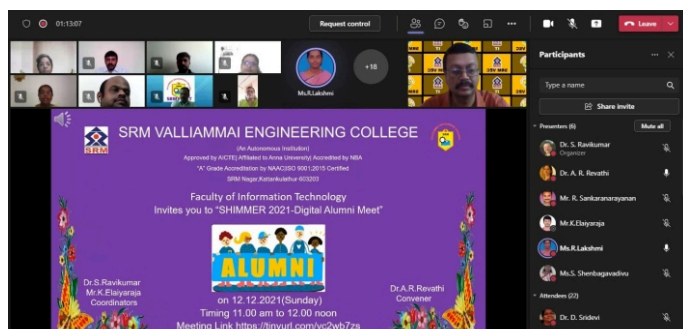 01:13:07
Request control
Leave
+18
Ms.R.Lakshmi
SRM
SRM VALLIAMMAI ENGINEERING COLLEGE
(An Autonomous Institution)
Approved by AICTE| Affiliated to Anna University| Accredited by NBA
"A" Grade Accreditation by NAAC|ISO 9001:2015 Certified
SRM Nagar,Kattankulathur-603203
Faculty of Information Technology
Invites you to "SHIMMER 2021-Digital Alumni Meet"
ALUMNI
Dr.S.Ravikumar
Mr.K.Elaiyaraja
Coordinators
Dr.A.R.Revathi
Convener
on 12.12.2021(Sunday)
Timing 11.00 am to 12.00 noon
Participants
Type a name
Share invite
Presenters (6)
Mute all
Dr. S. Ravikumar
Organizer
Dr. A. R. Revathi
Mr. R. Sankaranarayanan
Mr.K.Elaiyaraja
Ms.R.Lakshmi
Ms.S. Shenbagavadivu
Attendees (22)
Dr. D. Sridevi